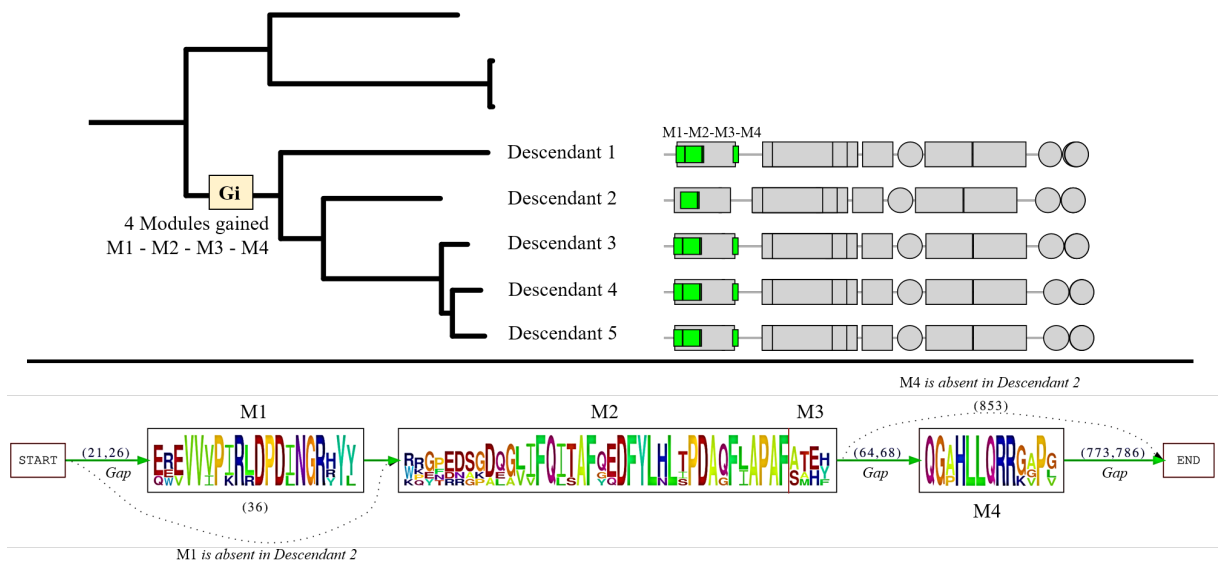 M1-M2-M3-M4
Descendant 1
Descendant 2
Gi
4 Modules gained
M1 - M2 - M3 - M4
Descendant 3
Descendant 4
Descendant 5
M4 is absent in Descendant 2
M1
M2
M3
(853)
START
(21,26)
Gap
(36)
(64,68)
Gap
(773,786)
Gap
END
M4
M1 is absent in Descendant 2